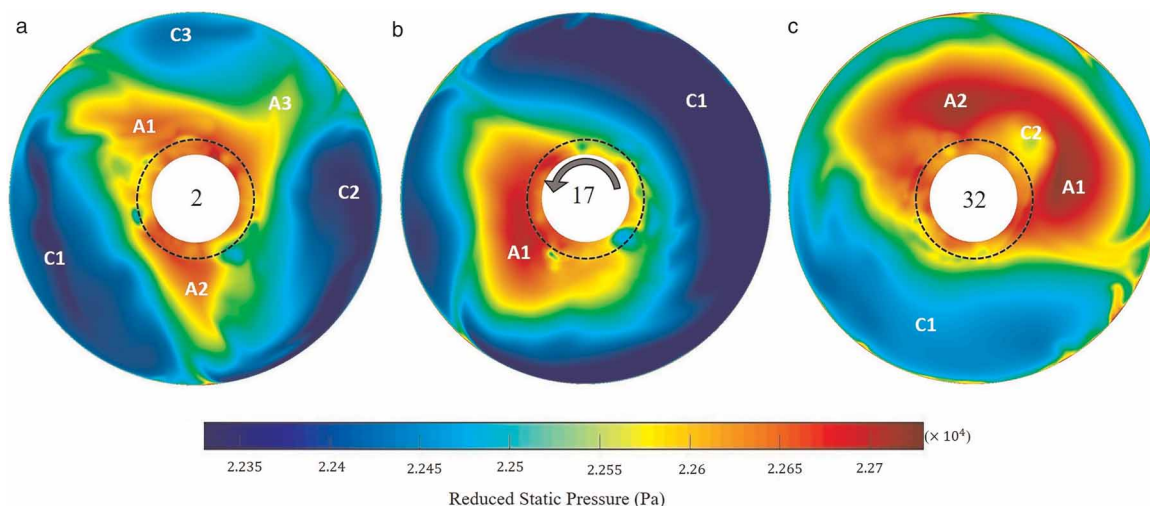 a
b
c
C3
A1
A3
C1
C2
A2
2
C1
A1
17
A2
C2
A1
C1
32
(× 10⁴)
2.235 2.24 2.245 2.25 2.255 2.26 2.265 2.27
Reduced Static Pressure (Pa)